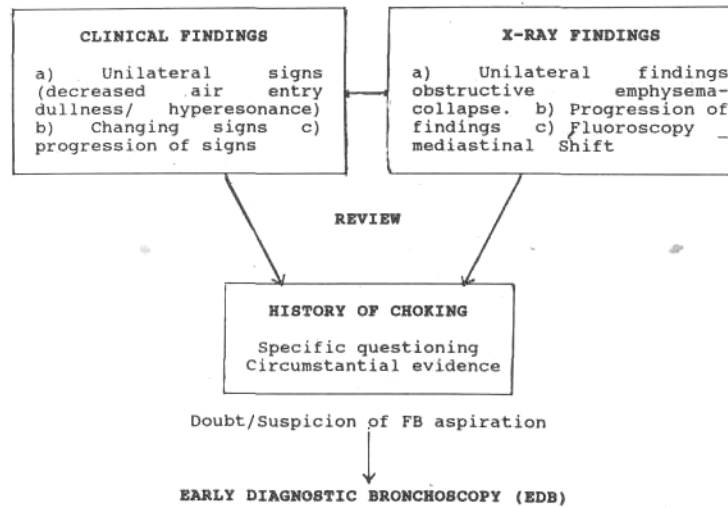 CLINICAL FINDINGS
a) Unilateral signs
(decreased air entry
dullness/ hyperesonance)
b) Changing signs c)
progression of signs
X-RAY FINDINGS
a) Unilateral findings
obstructive emphysema-
collapse. b) Progression of
findings c) Fluoroscopy _
mediastinal Shift
REVIEW
HISTORY OF CHOKING
Specific questioning
Circumstantial evidence
Doubt/Suspicion of FB aspiration
EARLY DIAGNOSTIC BRONCHOSCOPY (EDB)